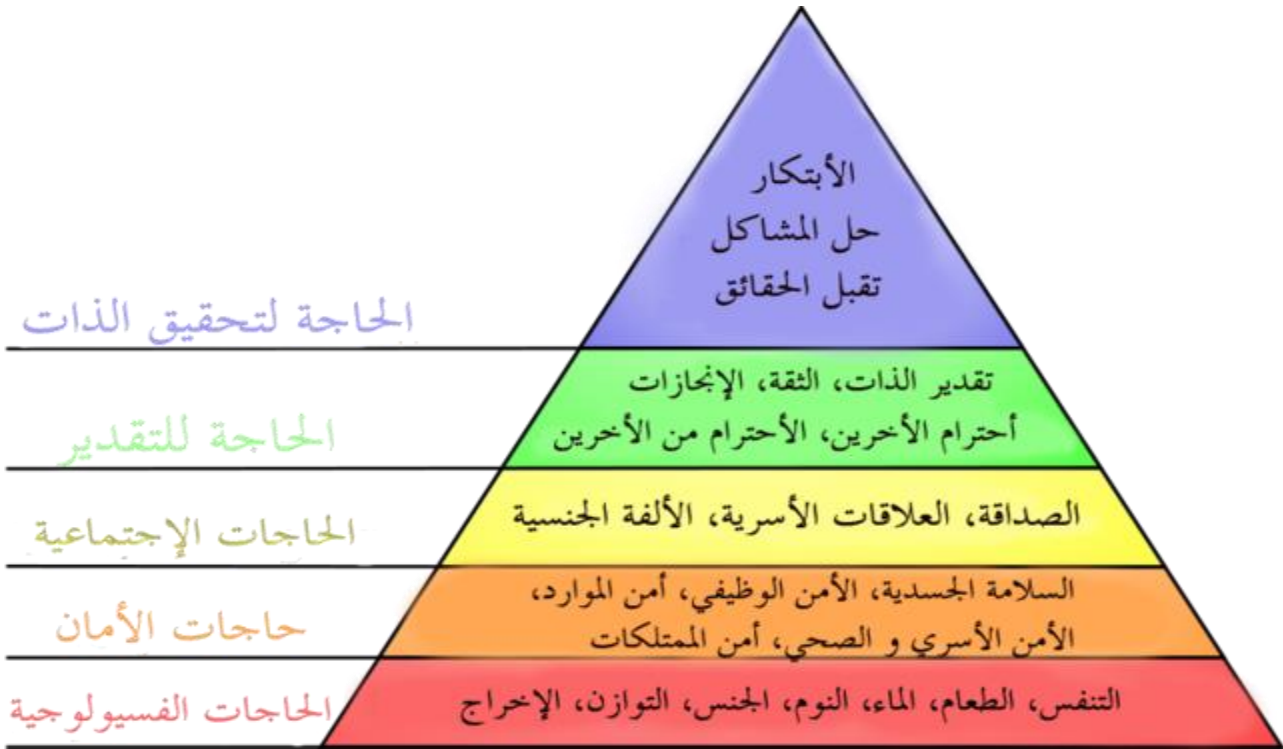 الأبتكار
حل المشاكل
تقبل الحقائق
الحاجة لتحقيق الذات
تقدير الذات، الثقة، الإنجازات
أحترام الأخرين، الأحترام من الأخرين
الحاجة للتقدير
الصداقة، العلاقات الأسرية، الألفة الجنسية
الحاجات الإجتماعية
السلامة الجسدية، الأمن الوظيفي، أمن الموارد،
الأمن الأسري و الصحي، أمن الممتلكات
حاجات الأمان
التنفس، الطعام، الماء، النوم، الجنس، التوازن، الإخراج
الحاجات الفسيولوجية